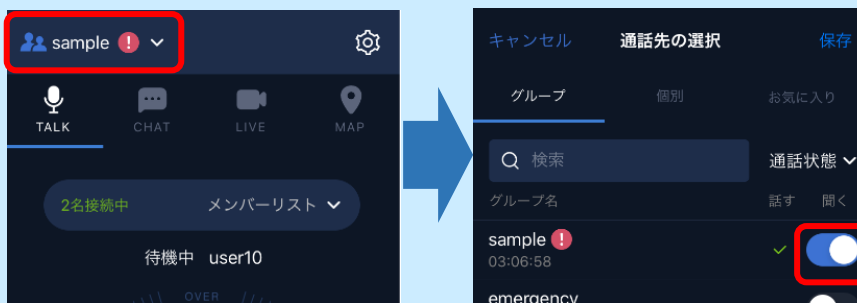 sample
TALK CHAT LIVE MAP
2名接続中 メンバーリスト
待機中 user10
OVER
キャンセル 通話先の選択 保存
グループ 個別 お気に入り
検索 通話状態
グループ名 話す 聞く
sample
03:06:58
emergency